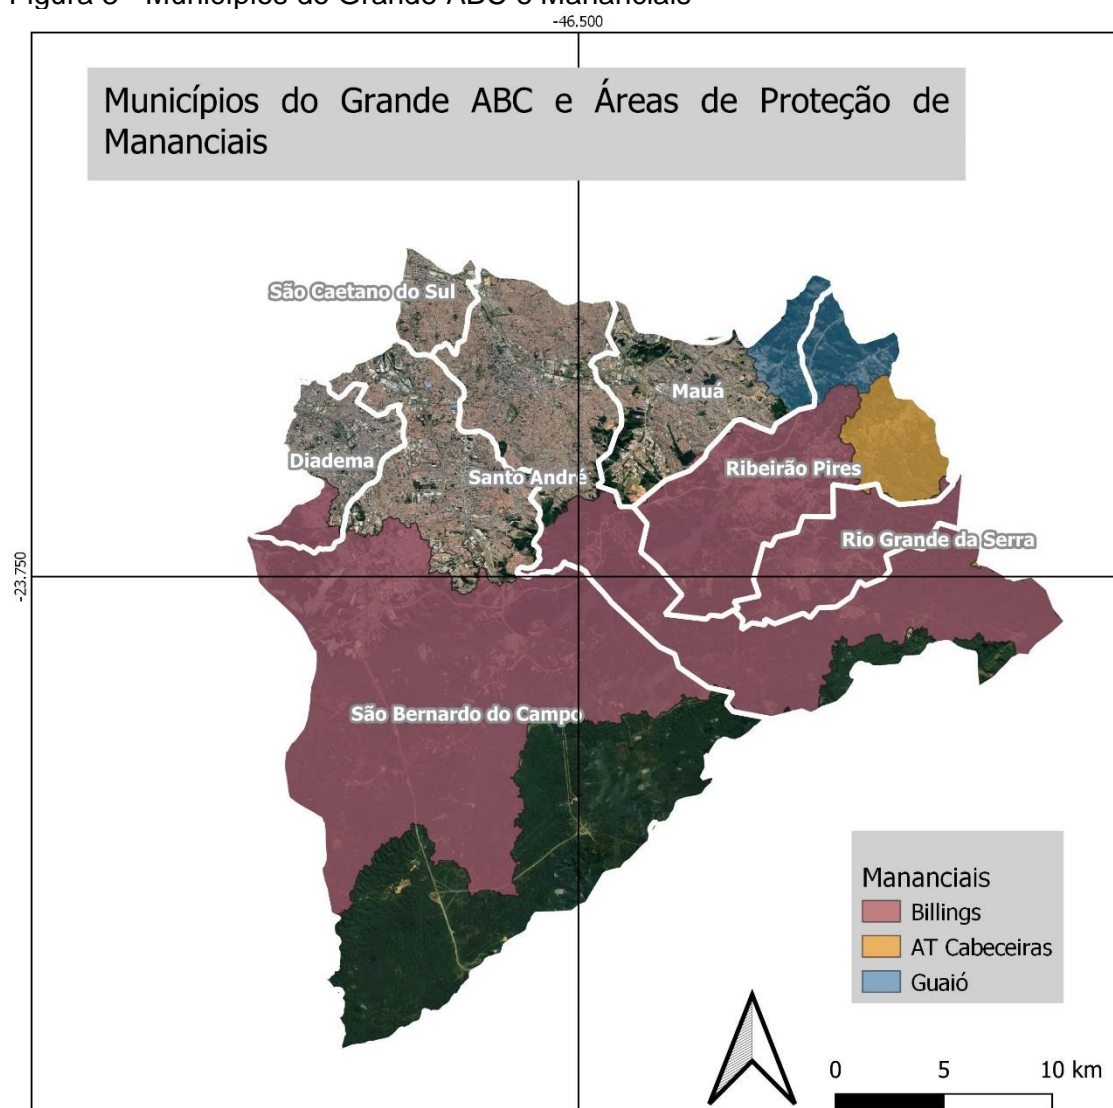 Figura 3 - Municípios do Grande ABC e Mananciais
-46.500
Municípios do Grande ABC e Áreas de Proteção de
Mananciais
São Caetano do Sul
Mauá
Diadema
Santo André
Ribeirão Pires
Rio Grande da Serra
-23.750
São Bernardo do Campo
Mananciais
Billings
AT Cabeceiras
Guaió
0 5 10 km